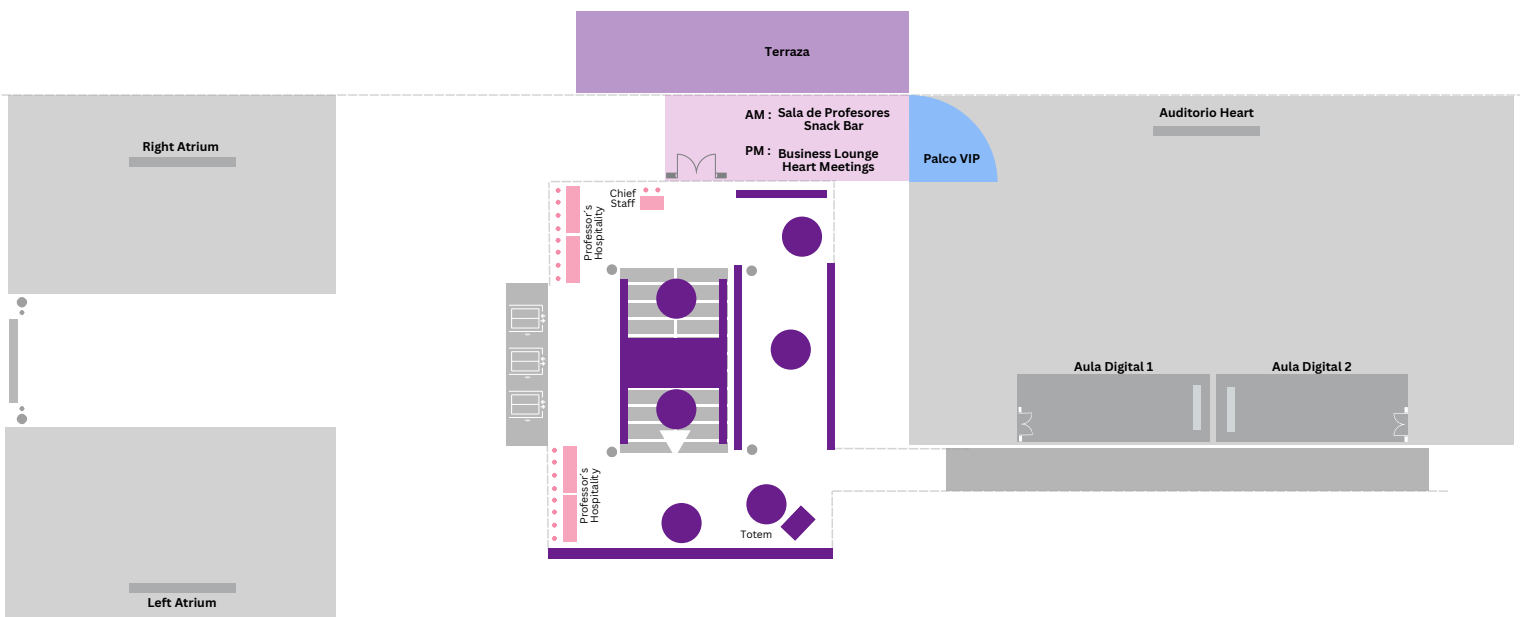 Terraza
AM : Sala de Profesores
Snack Bar
PM : Business Lounge
Heart Meetings
Palco VIP
Auditorio Heart
Right Atrium
Chief
Staff
Professor´s
Hospitality
Aula Digital 1
Aula Digital 2
Professor´s
Hospitality
Totem
Left Atrium